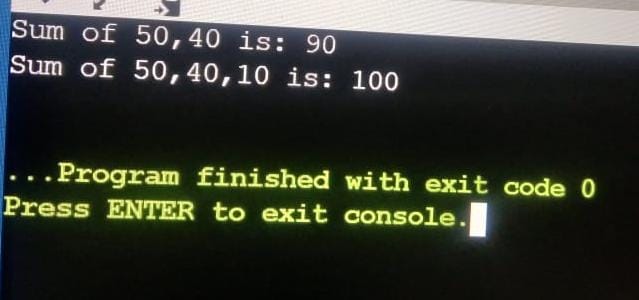 Sum of 50,40 is: 90
Sum of 50,40,10 is: 100
...Program finished with exit code 0
Press ENTER to exit console.